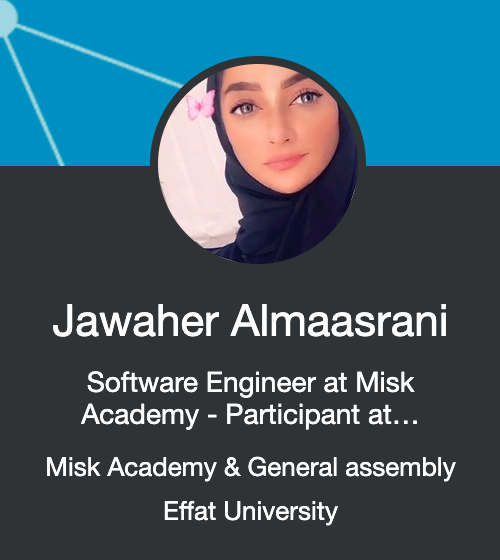 Jawaher Almaasrani
Software Engineer at Misk
Academy - Participant at...
Misk Academy & General assembly
Effat University